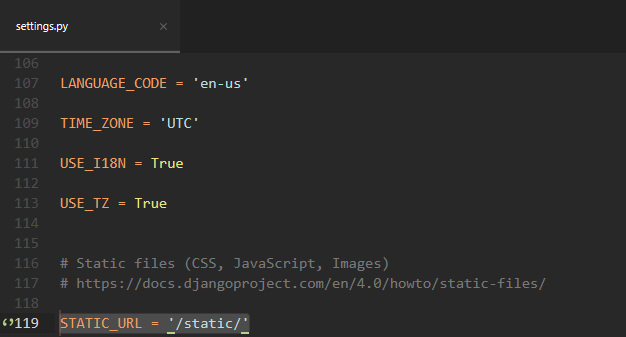 settings.py ×
106
107 LANGUAGE_CODE = 'en-us'
108
109 TIME_ZONE = 'UTC'
110
111 USE_I18N = True
112
113 USE_TZ = True
114
115
116 # Static files (CSS, JavaScript, Images)
117 # https://docs.djangoproject.com/en/4.0/howto/static-files/
118
119 STATIC_URL = '/static/'